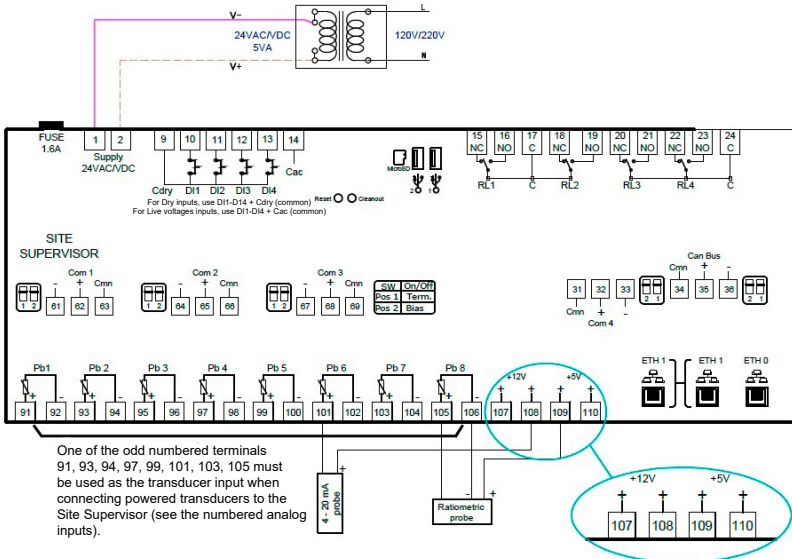 V-
L
24VAC/VDC
5VA
120V/220V
V+
N
FUSE
1.6A
1 2
Supply
24VAC/VDC
9 10 11 12 13 14
Cdry DI1 DI2 DI3 DI4 Cac
For Dry inputs, use DI1-D14 + Cdry (common)
For Live voltages inputs, use DI1-DI4 + Cac (common)
MicroSD
Reset Cleanout
2 1
15 16 17 18 19 20 21 22 23 24
NC NO C NC NO NC NO NC NO C
RL1 C RL2 RL3 RL4 C
SITE
SUPERVISOR
Com 1
- + Cmn
1 2 61 62 63
Com 2
- + Cmn
1 2 64 65 66
Com 3
- + Cmn
1 2 67 68 69
SW On/Off
Pos 1 Term.
Pos 2 Bias
31 32 33
Cmn + -
Com 4
Can Bus
Cmn + -
2 1 34 35 36 2 1
ETH 1 ETH 1 ETH 0
Pb1 Pb 2 Pb 3 Pb 4 Pb 5 Pb 6 Pb 7 Pb 8
+ - + - + - + - + - + - + - + -
91 92 93 94 95 96 97 98 99 100 101 102 103 104 105 106
+12V +5V
+ + + +
107 108 109 110
One of the odd numbered terminals
91, 93, 94, 97, 99, 101, 103, 105 must
be used as the transducer input when
connecting powered transducers to the
Site Supervisor (see the numbered analog
inputs).
4 - 20 mA
probe
+
- +
Ratiometric
probe
+12V +5V
+ + + +
107 108 109 110